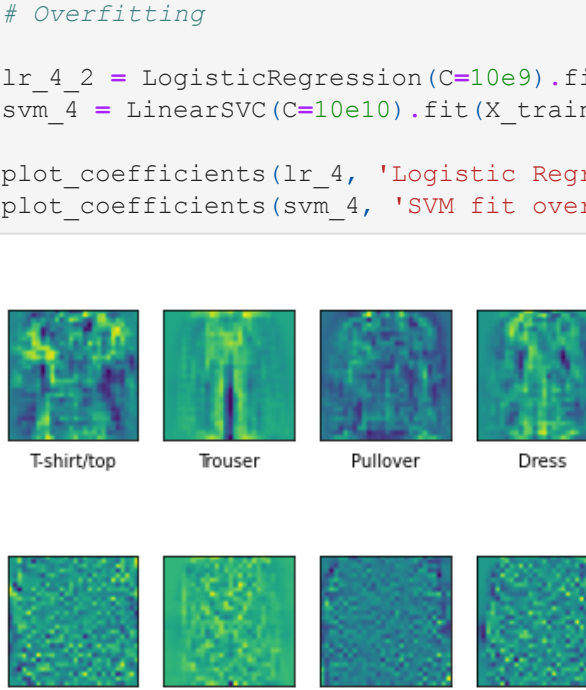 # Overfitting
lr_4_2 = LogisticRegression(C=10e9).fi
svm_4 = LinearSVC(C=10e10).fit(X_train
plot_coefficients(lr_4, 'Logistic Regr
plot_coefficients(svm_4, 'SVM fit over
T-shirt/top Trouser Pullover Dress